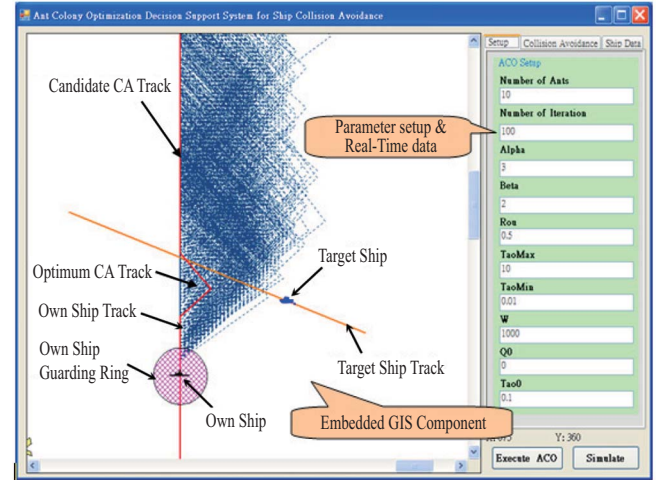 Ant Colony Optimization Decision Support System for Ship Collision Avoidance
Setup
Collision Avoidance
Ship Data
ACO Setup
Number of Ants
10
Number of Iteration
100
Alpha
3
Beta
2
Rou
0.5
TaoMax
10
TaoMin
0.01
W
1000
Q0
0
Tao0
0.1
Y: 360
Execute ACO
Simulate
Candidate CA Track
Parameter setup &
Real-Time data
Optimum CA Track
Target Ship
Own Ship Track
Own Ship
Guarding Ring
Target Ship Track
Own Ship
Embedded GIS Component